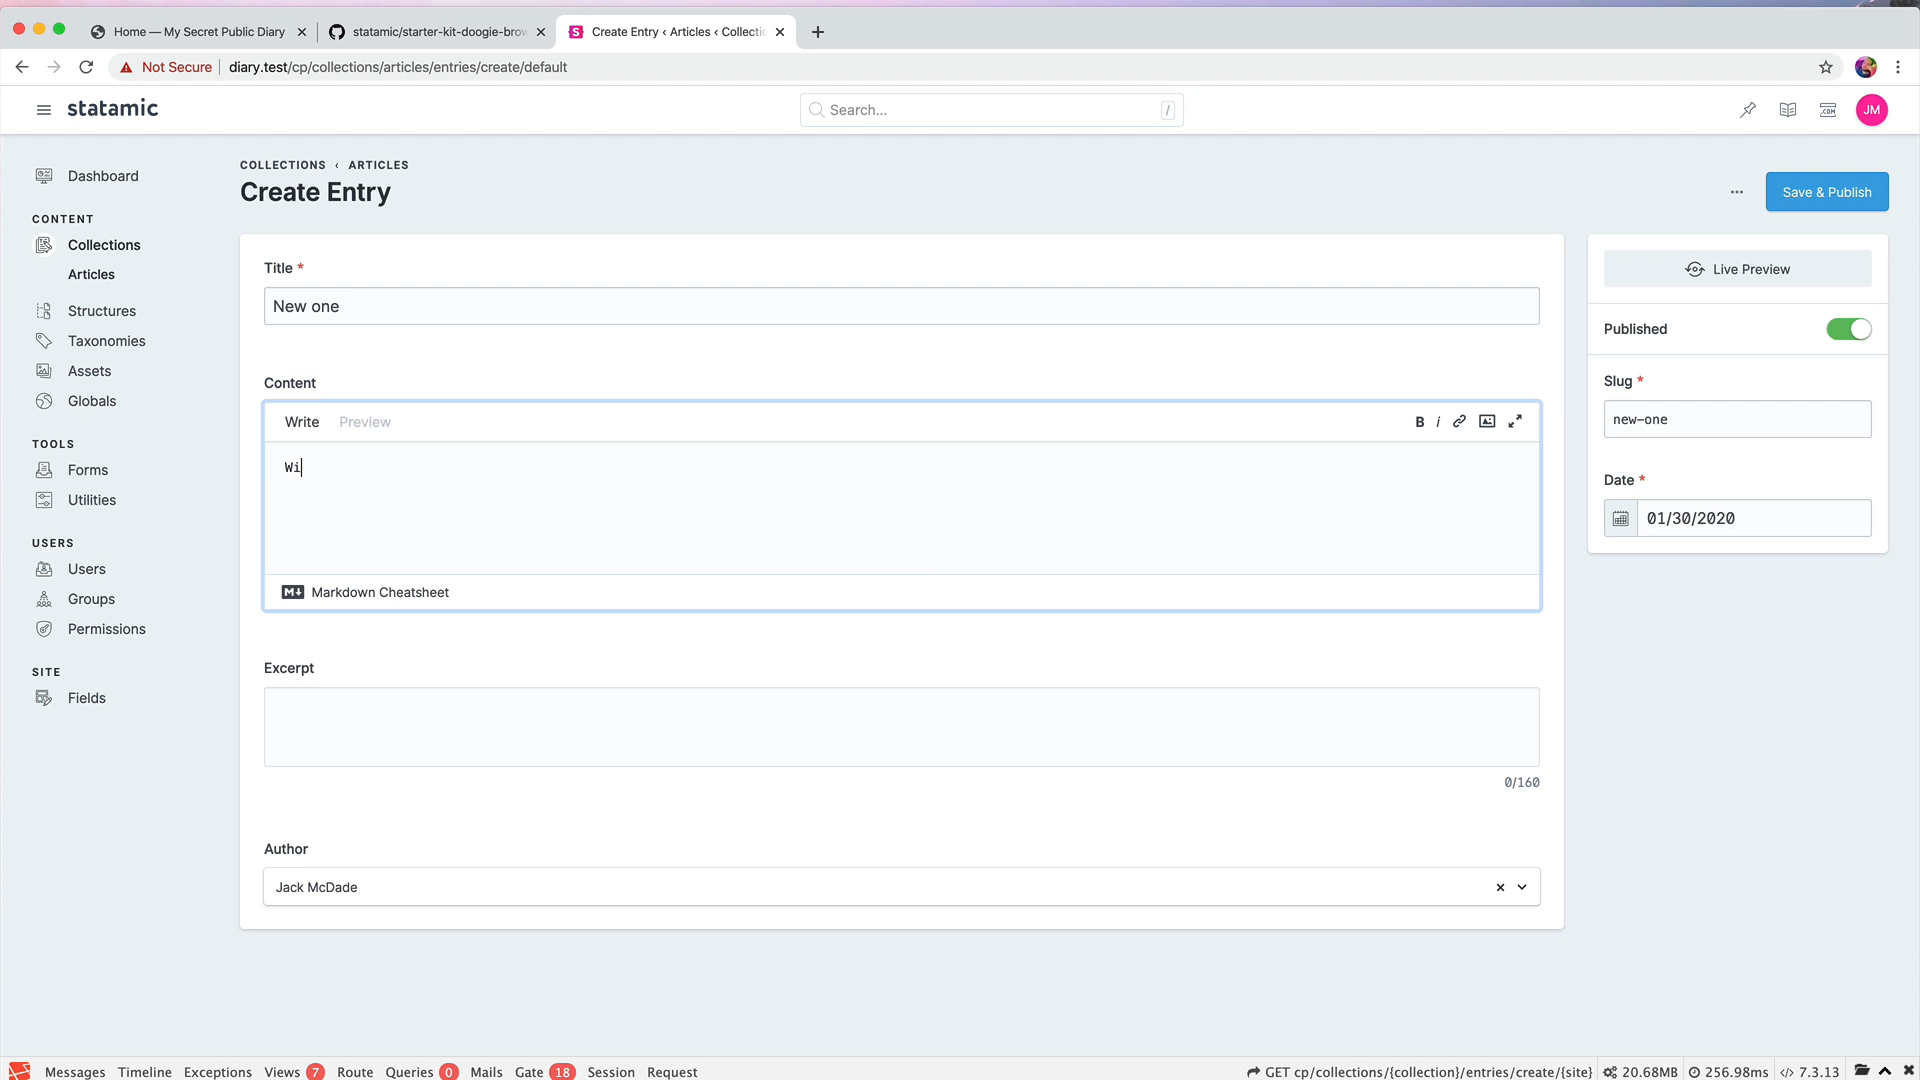 Home — My Secret Public Diary
statamic/starter-kit-doogie-brow
Create Entry ‹ Articles ‹ Collectio
Not Secure
diary.test/cp/collections/articles/entries/create/default
statamic
Search...
/
.COM
JM
Dashboard
CONTENT
Collections
Articles
Structures
Taxonomies
Assets
Globals
TOOLS
Forms
Utilities
USERS
Users
Groups
Permissions
SITE
Fields
COLLECTIONS ‹ ARTICLES
Create Entry
Save & Publish
Title *
New one
Content
Write Preview
B i
Wi
M Markdown Cheatsheet
Excerpt
0/160
Author
Jack McDade
Live Preview
Published
Slug *
new-one
Date *
01/30/2020
Messages Timeline Exceptions Views 7 Route Queries 0 Mails Gate 18 Session Request
GET cp/collections/{collection}/entries/create/{site} 20.68MB 256.98ms </> 7.3.13